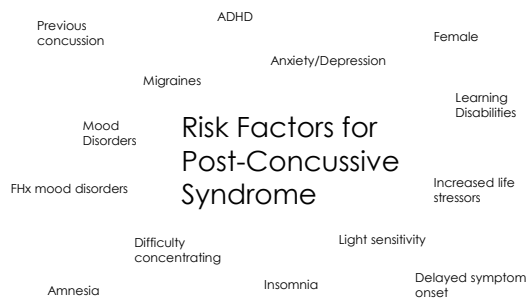 ADHD
Previous
concussion
Female
Anxiety/Depression
Migraines
Learning
Disabilities
Mood
Disorders
Risk Factors for
Post-Concussive
Syndrome
FHx mood disorders
Increased life
stressors
Difficulty
concentrating
Light sensitivity
Amnesia
Insomnia
Delayed symptom
onset